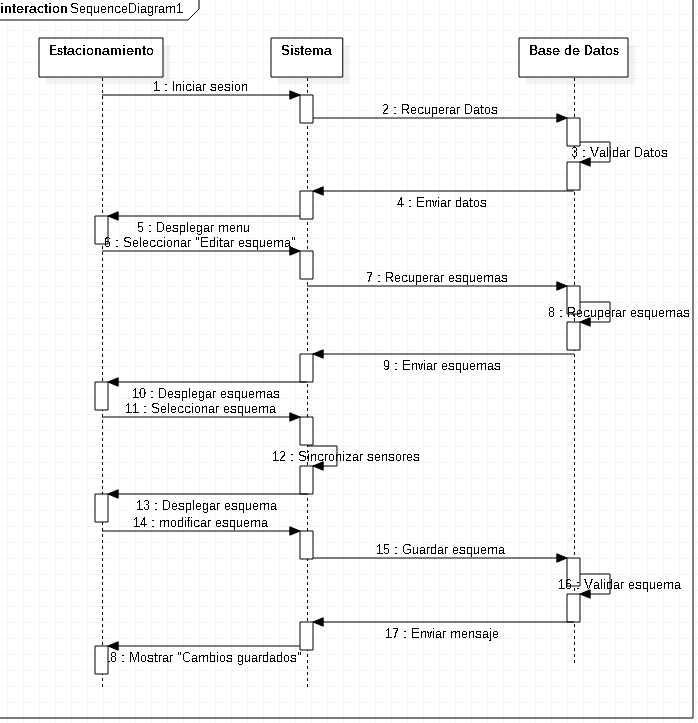 interaction SequenceDiagram1
Estacionamiento
Sistema
Base de Datos
1 : Iniciar sesion
2 : Recuperar Datos
3 : Validar Datos
4 : Enviar datos
5 : Desplegar menu
6 : Seleccionar "Editar esquema"
7 : Recuperar esquemas
8 : Recuperar esquemas
9 : Enviar esquemas
10 : Desplegar esquemas
11 : Seleccionar esquema
12 : Sincronizar sensores
13 : Desplegar esquema
14 : modificar esquema
15 : Guardar esquema
16 : Validar esquema
17 : Enviar mensaje
18 : Mostrar "Cambios guardados"